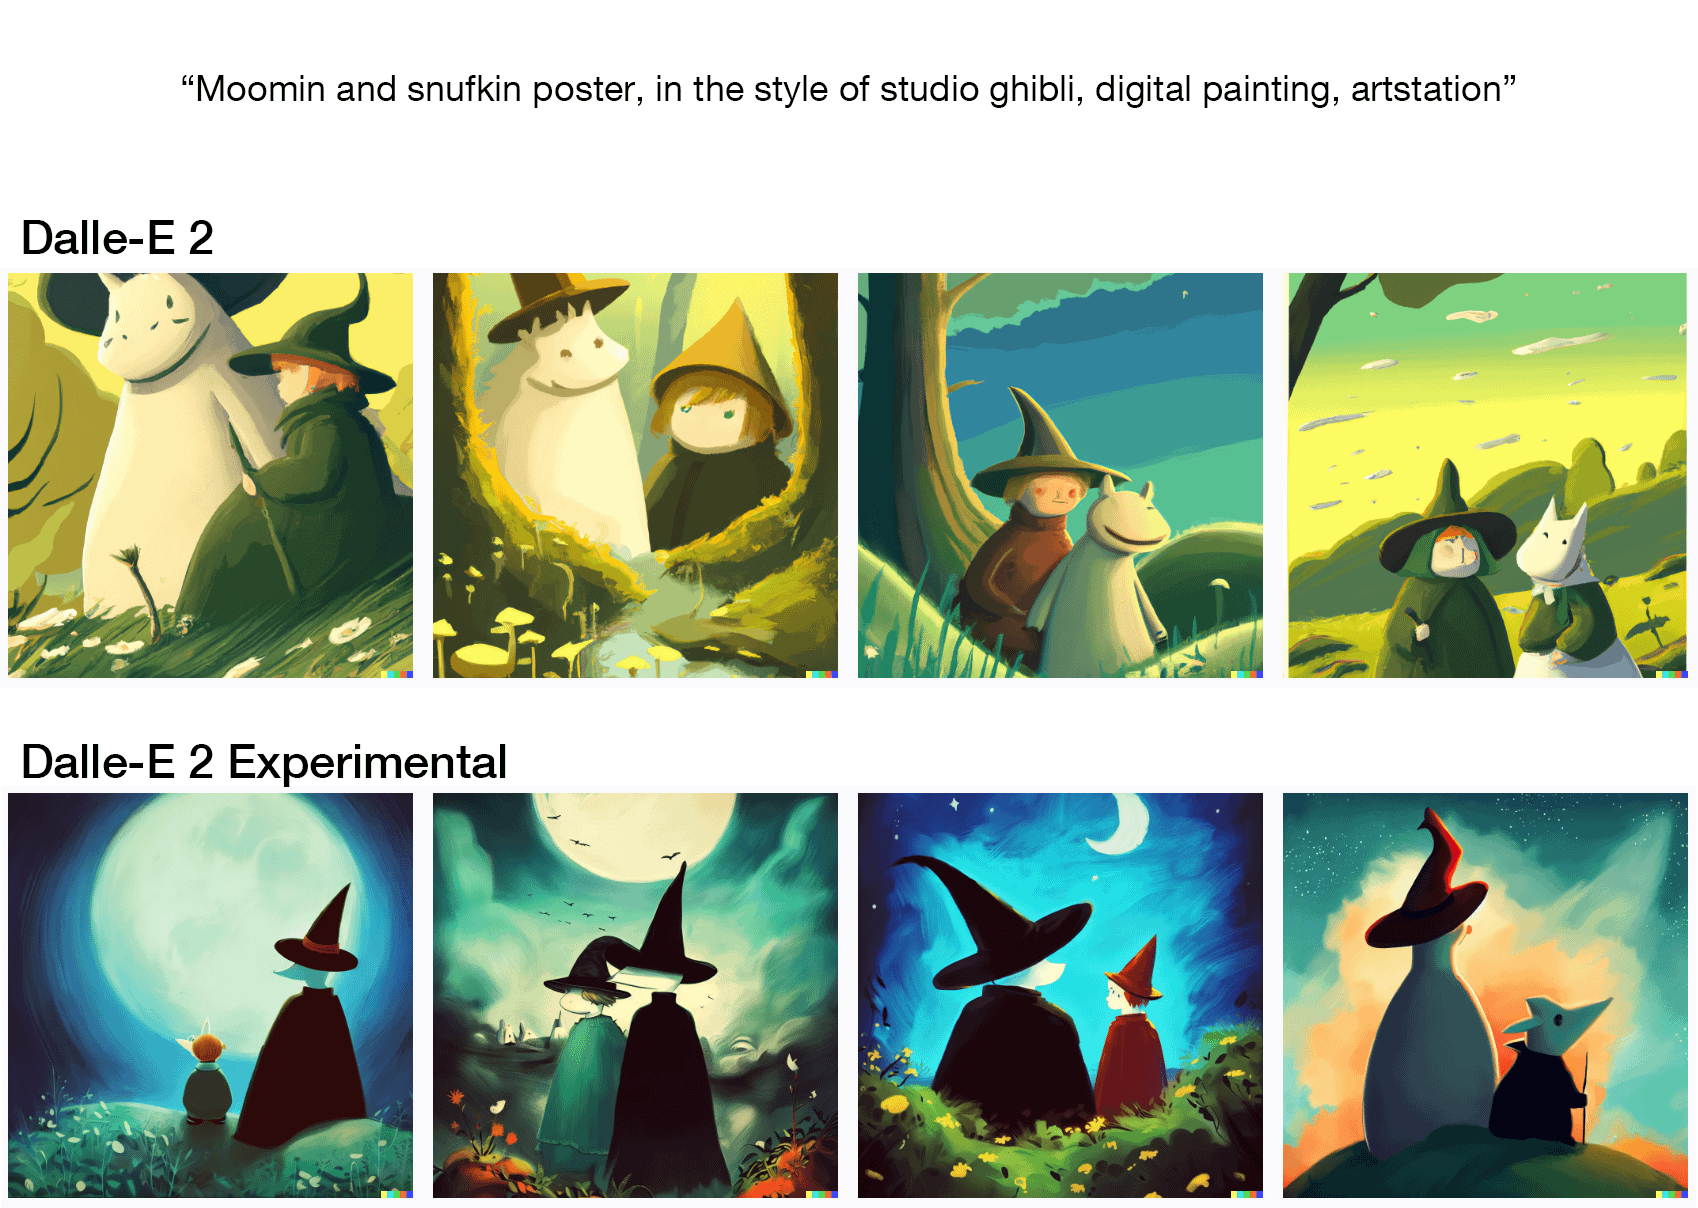 “Moomin and snufkin poster, in the style of studio ghibli, digital painting, artstation”
Dalle-E 2
Dalle-E 2 Experimental